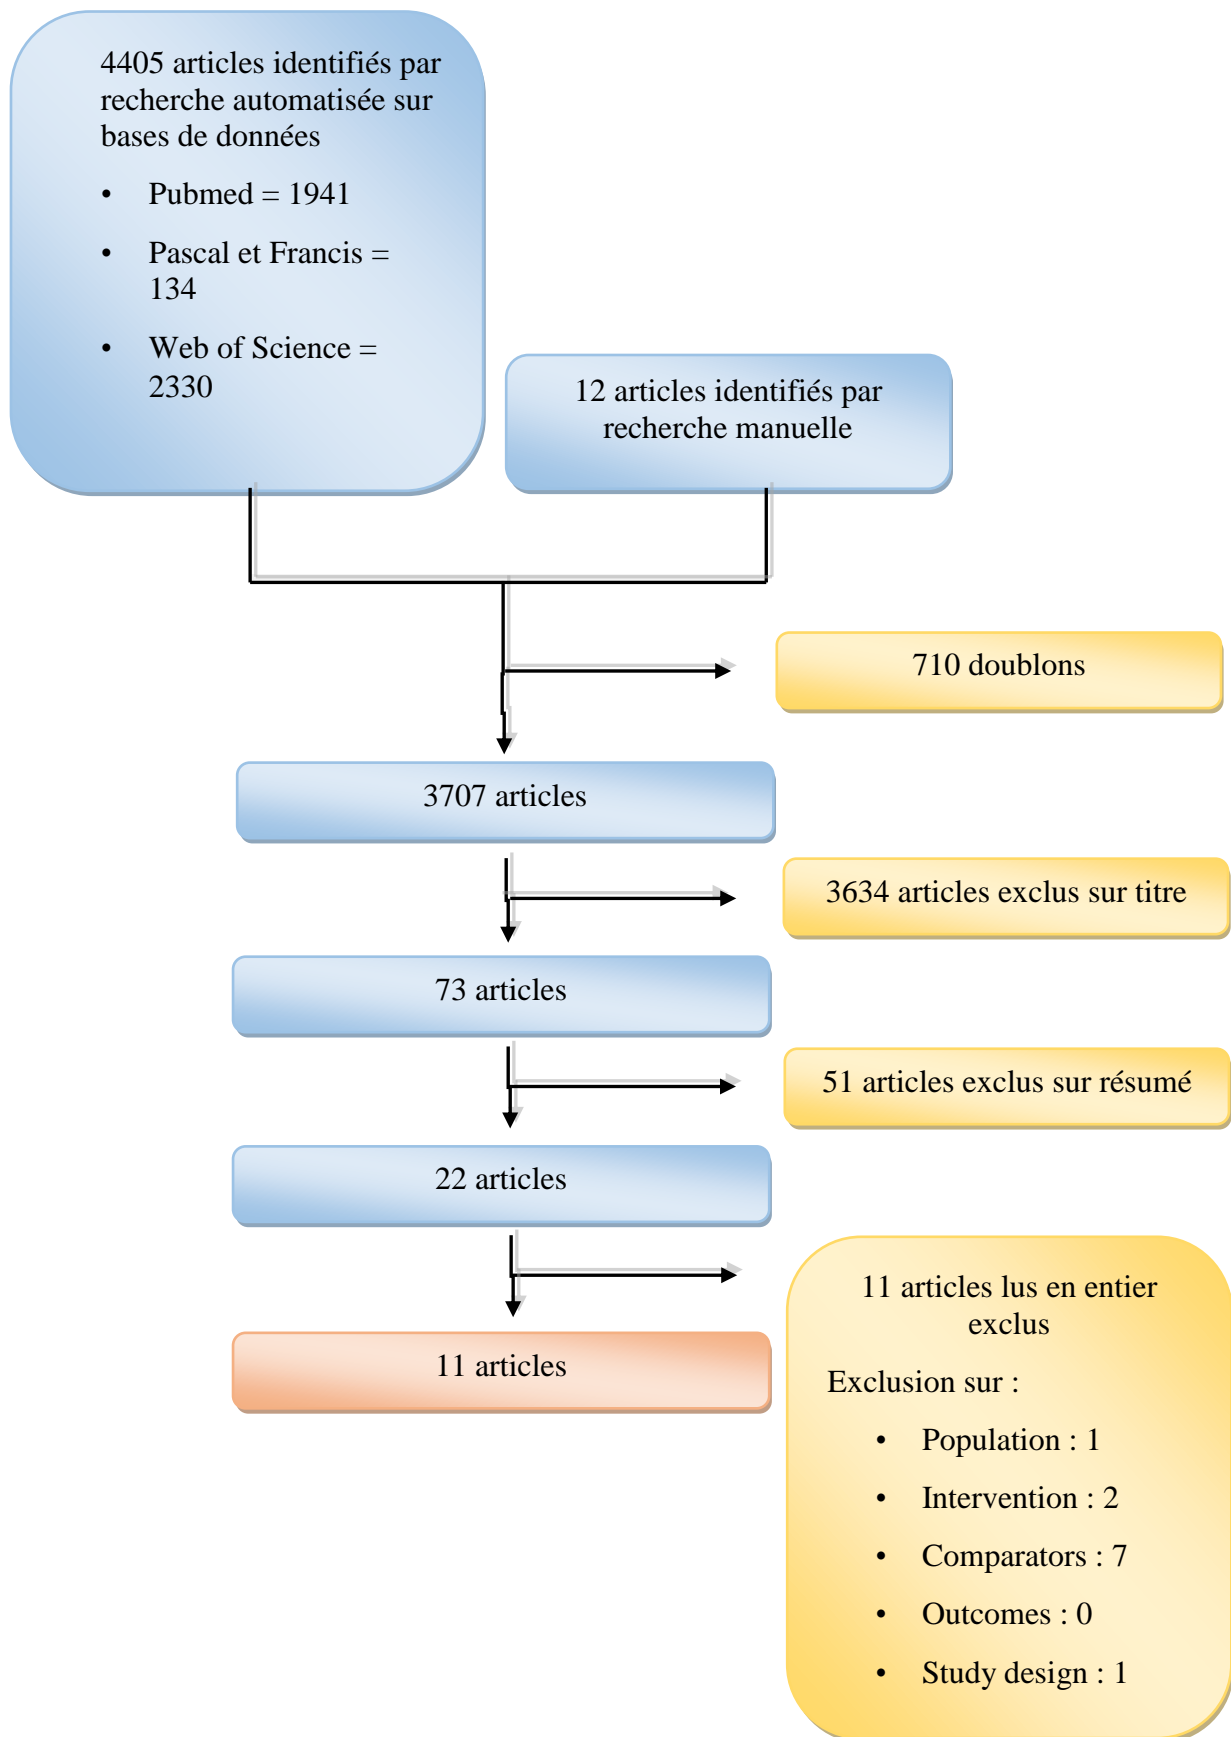 4405 articles identifiés par
recherche automatisée sur
bases de données
• Pubmed = 1941
• Pascal et Francis =
134
• Web of Science =
2330
12 articles identifiés par
recherche manuelle
710 doublons
3707 articles
3634 articles exclus sur titre
73 articles
51 articles exclus sur résumé
22 articles
11 articles lus en entier
exclus
Exclusion sur :
• Population : 1
• Intervention : 2
• Comparators : 7
• Outcomes : 0
• Study design : 1
11 articles